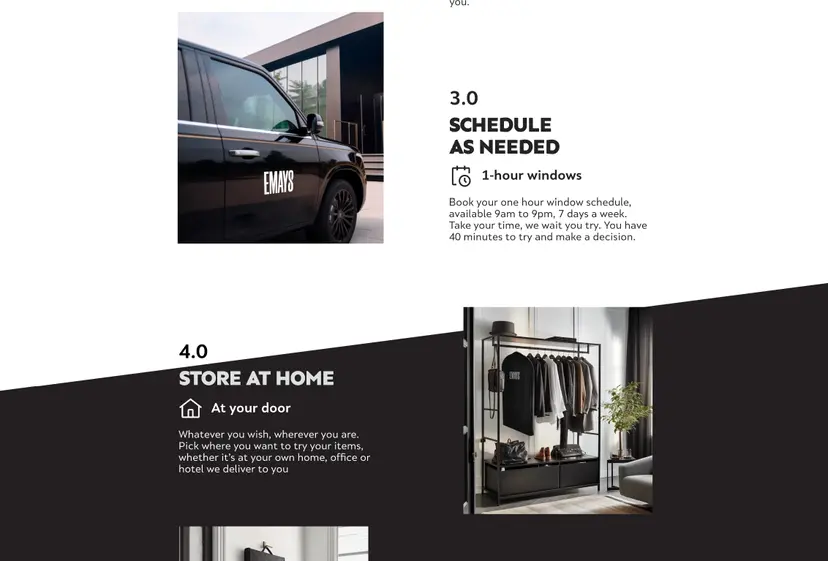 you.
3.0
SCHEDULE
AS NEEDED
1-hour windows
Book your one hour window schedule,
available 9am to 9pm, 7 days a week.
Take your time, we wait you try. You have
40 minutes to try and make a decision.
EMAYS
4.0
STORE AT HOME
At your door
Whatever you wish, wherever you are.
Pick where you want to try your items,
whether it's at your own home, office or
hotel we deliver to you
EMAYS